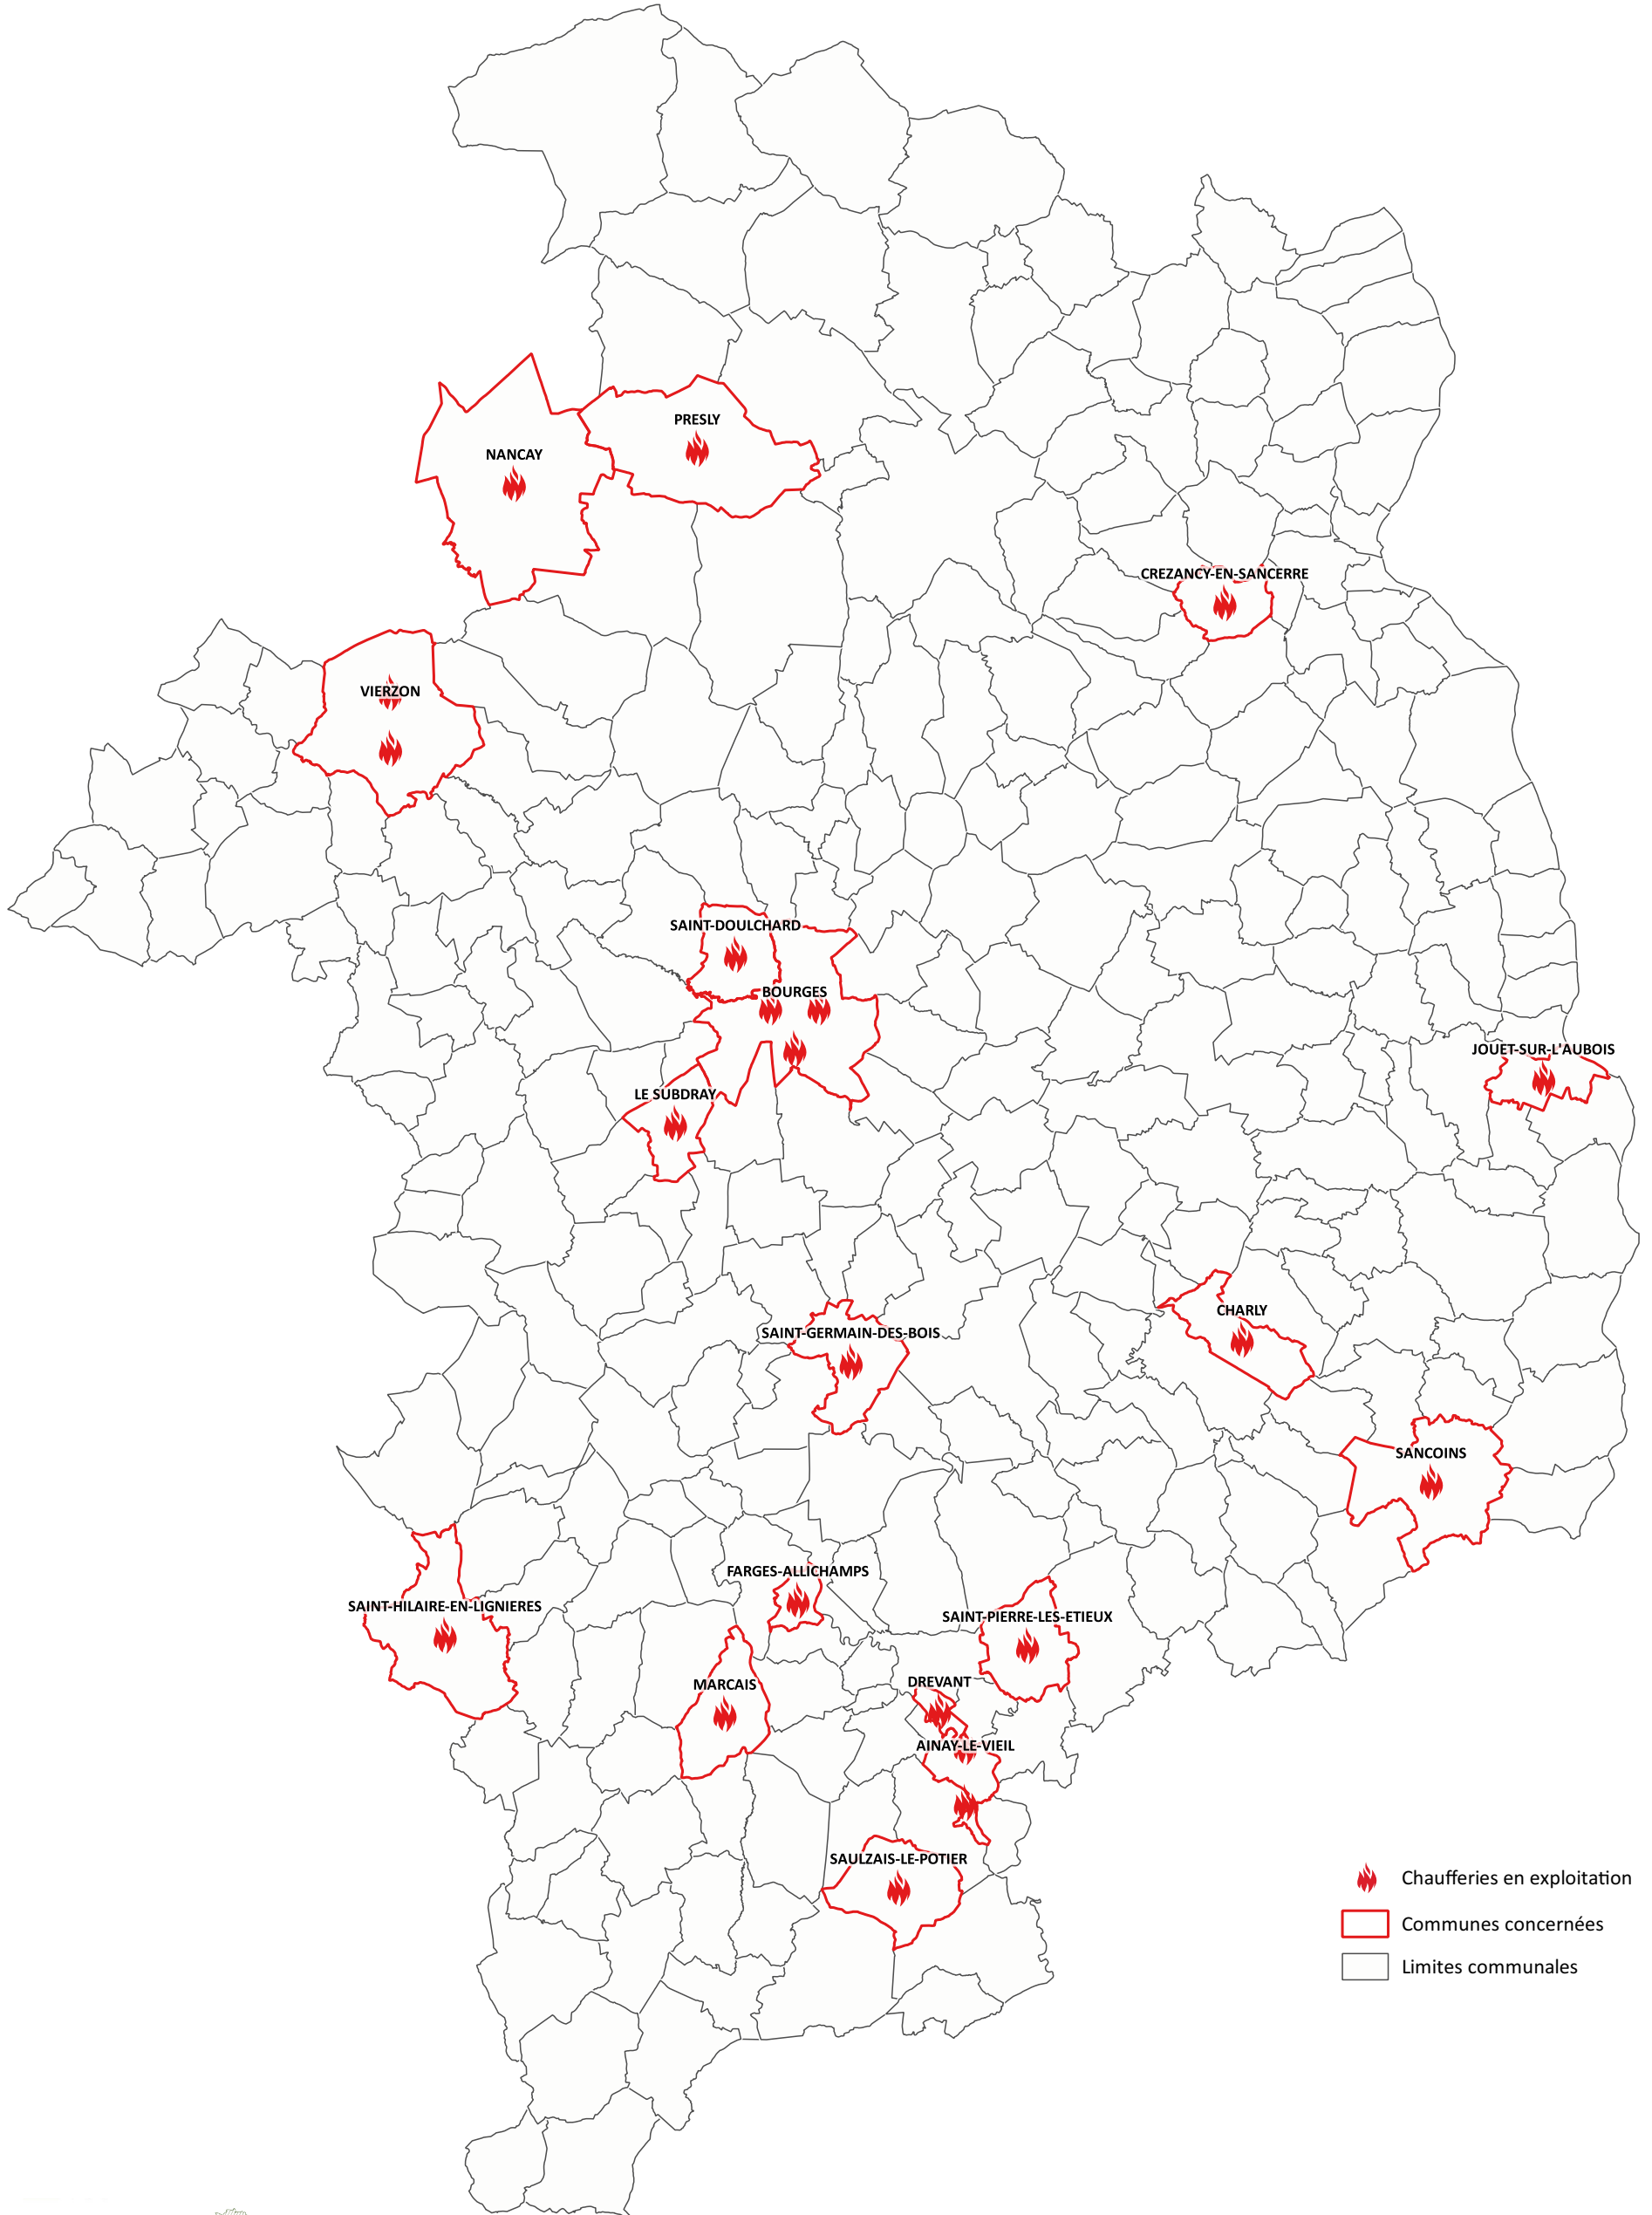 PRESLY
NANCAY
CREZANCY-EN-SANCERRE
VIERZON
SAINT-DOULCHARD
BOURGES
JOUET-SUR-L'AUBOIS
LE SUBDRAY
CHARLY
SAINT-GERMAIN-DES-BOIS
SANCOINS
FARGES-ALLICHAMPS
SAINT-HILAIRE-EN-LIGNIERES
SAINT-PIERRE-LES-ETIEUX
DREVANT
MARCAIS
AINAY-LE-VIEIL
SAULZAIS-LE-POTIER
Chaufferies en exploitation
Communes concernées
Limites communales